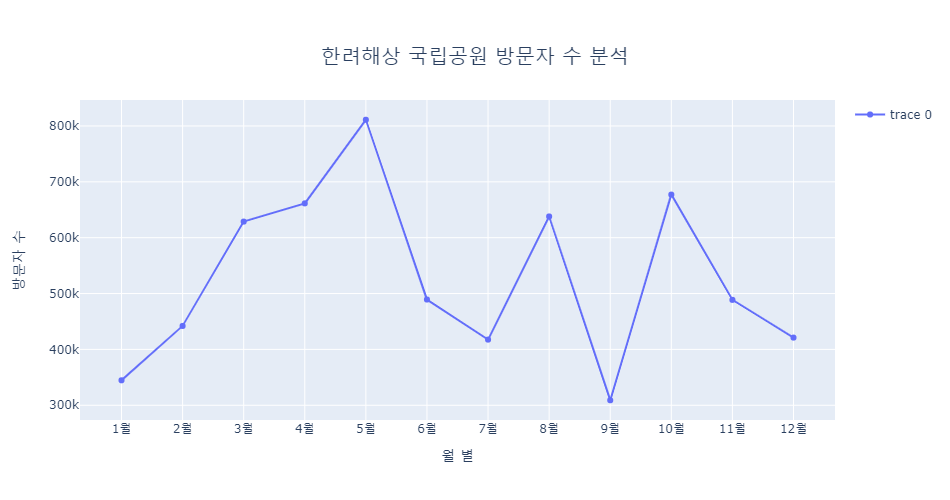 한려해상 국립공원 방문자 수 분석
trace 0
800k
700k
600k
500k
400k
300k
방문자 수
1월 2월 3월 4월 5월 6월 7월 8월 9월 10월 11월 12월
월 별